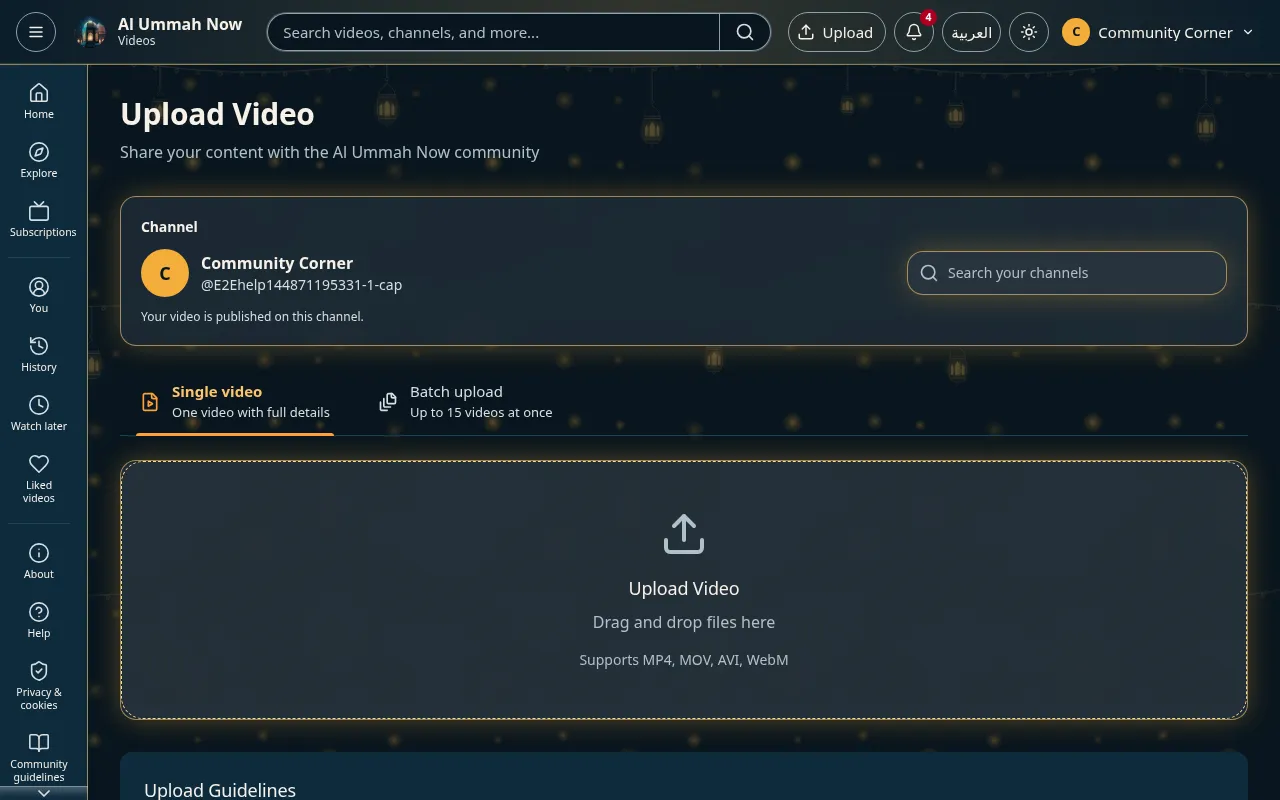 Al Ummah Now
Videos
Search videos, channels, and more...
Upload
4
العربية
C
Community Corner
Home
Explore
Subscriptions
You
History
Watch later
Liked
videos
About
Help
Privacy &
cookies
Community
guidelines
Upload Video
Share your content with the Al Ummah Now community
Channel
C
Community Corner
@E2Ehelp144871195331-1-cap
Your video is published on this channel.
Search your channels
Single video
One video with full details
Batch upload
Up to 15 videos at once
Upload Video
Drag and drop files here
Supports MP4, MOV, AVI, WebM
Upload Guidelines